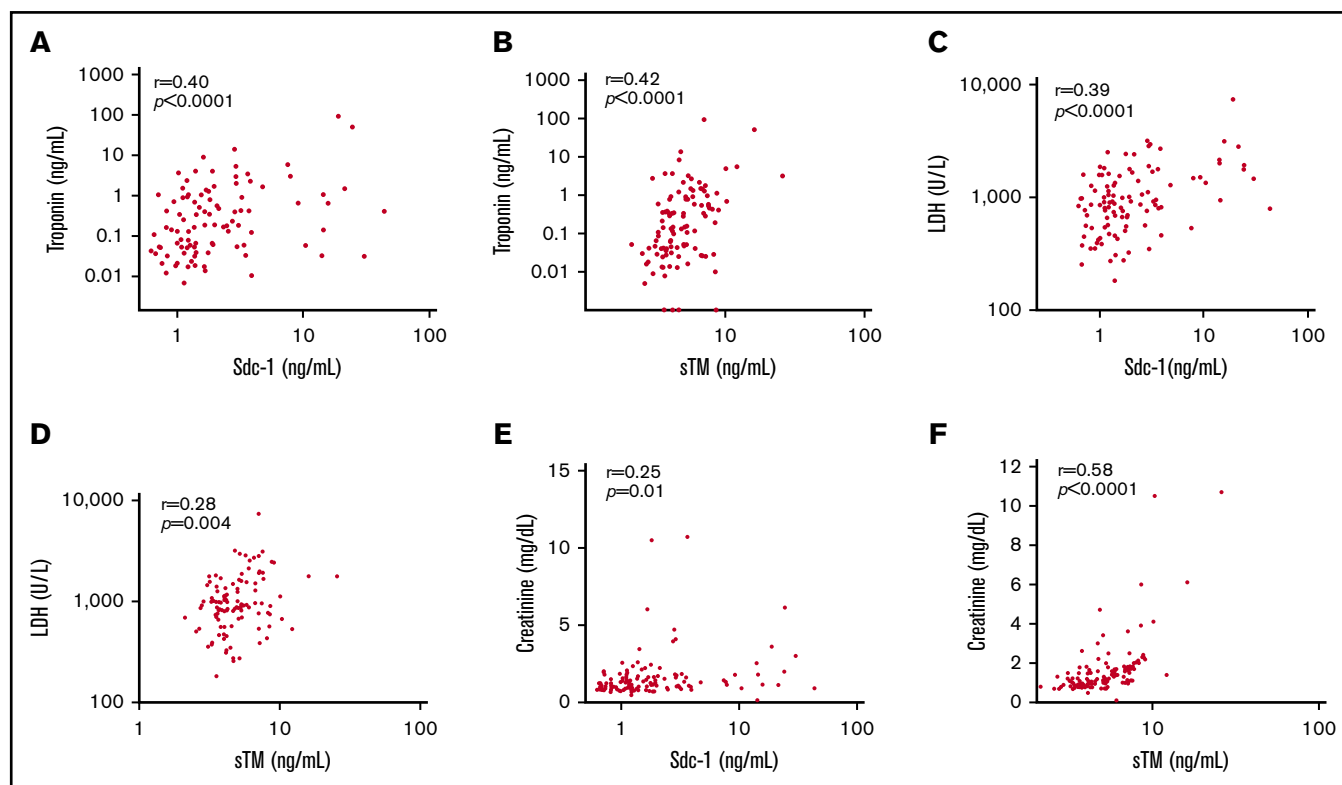 A
r=0.40
p<0.0001
Troponin (ng/mL)
1000
100
10
1
0.1
0.01
1
10
100
Sdc-1 (ng/mL)
B
r=0.42
p<0.0001
Troponin (ng/mL)
1000
100
10
1
0.1
0.01
10
100
sTM (ng/mL)
C
r=0.39
p<0.0001
LDH (U/L)
10,000
1,000
100
1
10
100
Sdc-1(ng/mL)
D
r=0.28
p=0.004
LDH (U/L)
10,000
1,000
100
1
10
100
sTM (ng/mL)
E
r=0.25
p=0.01
Creatinine (mg/dL)
15
10
5
0
1
10
100
Sdc-1 (ng/mL)
F
r=0.58
p<0.0001
Creatinine (mg/dL)
12
10
8
6
4
2
0
10
100
sTM (ng/mL)